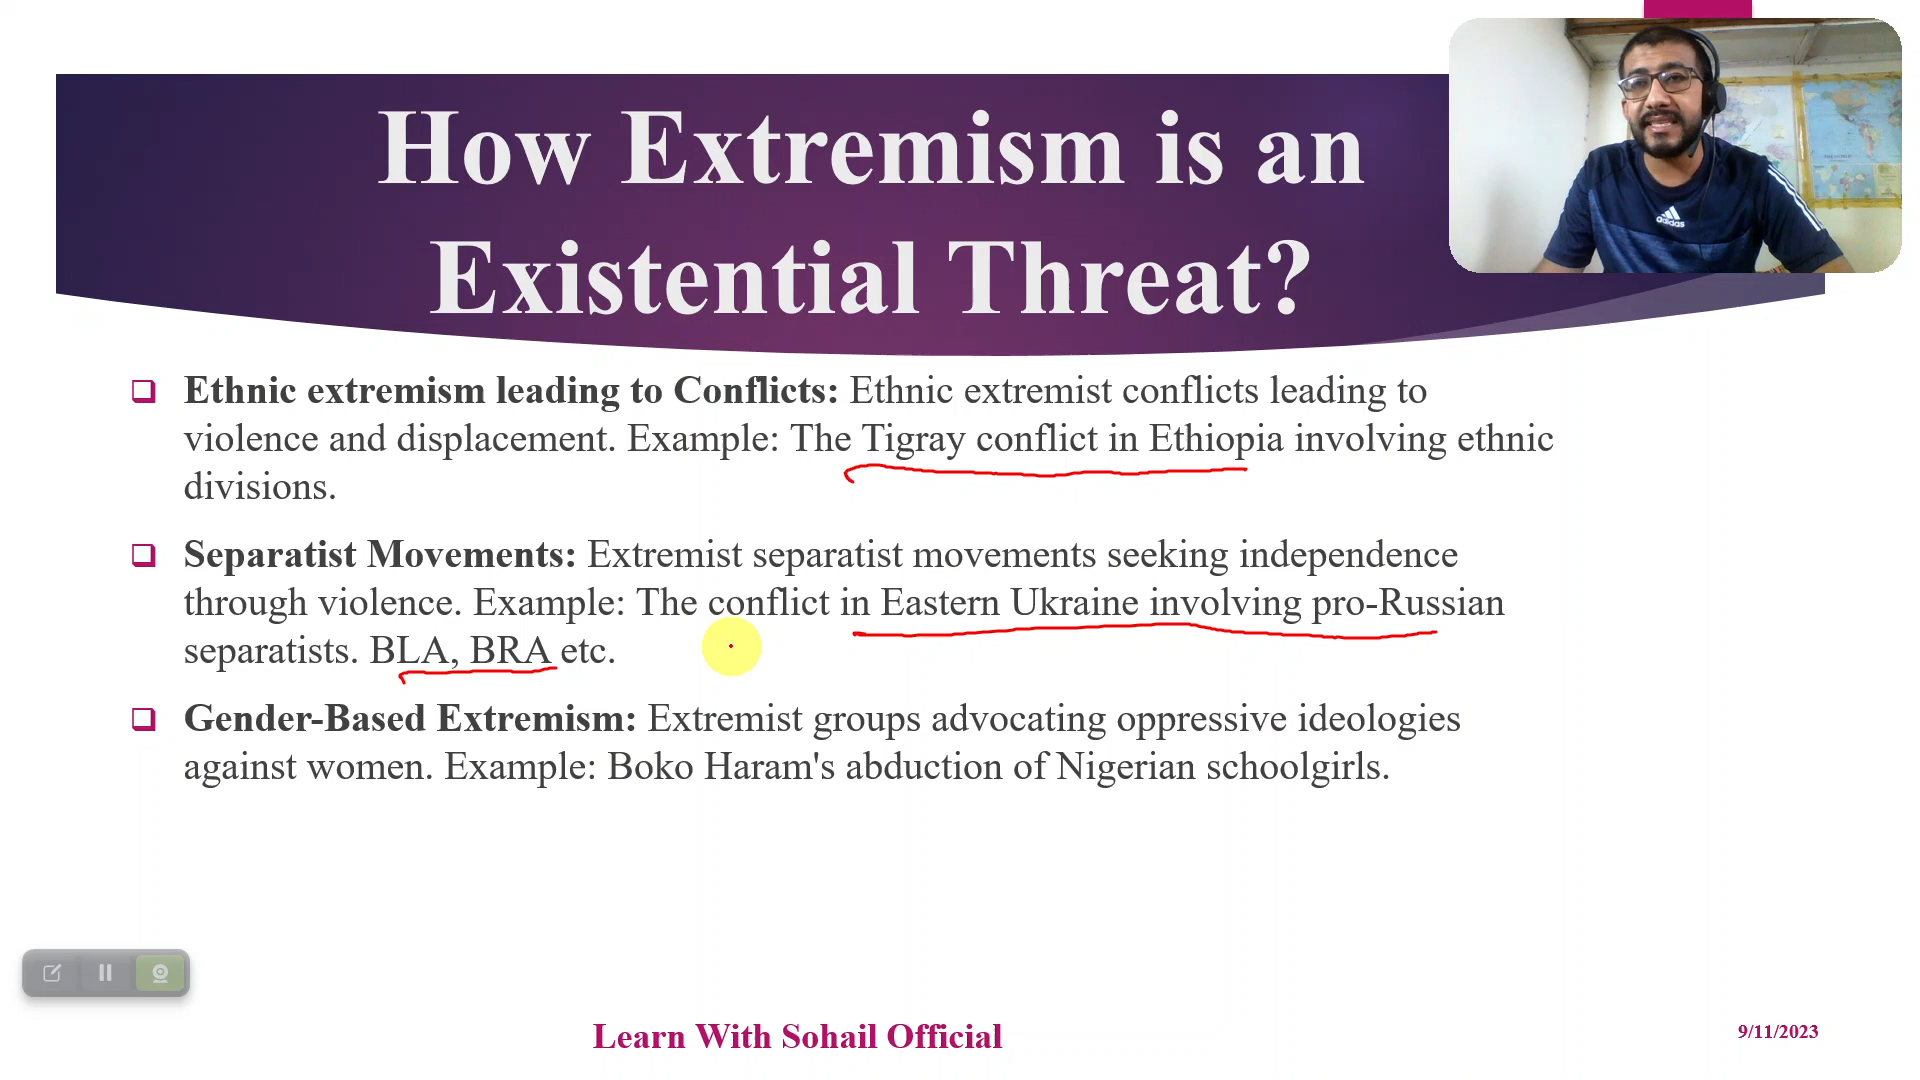 How Extremism is an
Existential Threat?
adidas
Ethnic extremism leading to Conflicts: Ethnic extremist conflicts leading to
violence and displacement. Example: The Tigray conflict in Ethiopia involving ethnic
divisions.
Separatist Movements: Extremist separatist movements seeking independence
through violence. Example: The conflict in Eastern Ukraine involving pro-Russian
separatists. BLA, BRA etc.
Gender-Based Extremism: Extremist groups advocating oppressive ideologies
against women. Example: Boko Haram's abduction of Nigerian schoolgirls.
Learn With Sohail Official
9/11/2023